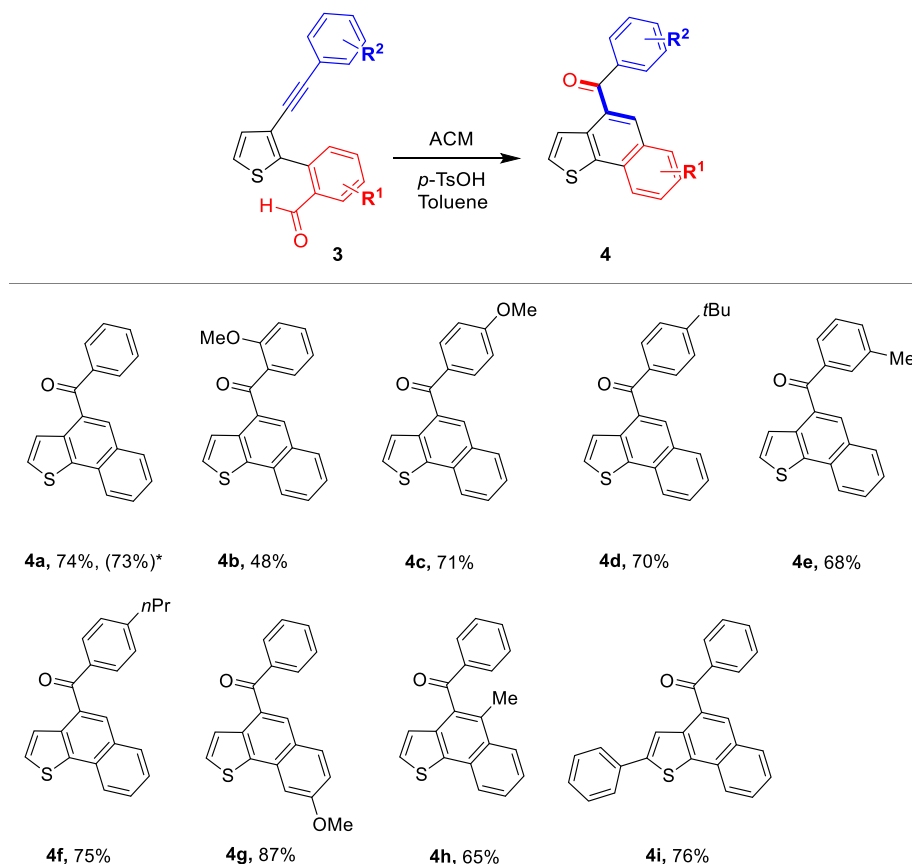 R²
O
ACM
p-TsOH
Toluene
S
R¹
H
O
3
R²
O
S
R¹
4
O
S
MeO
O
S
OMe
O
S
tBu
O
S
Me
O
S
4a, 74%, (73%)*
4b, 48%
4c, 71%
4d, 70%
4e, 68%
nPr
O
S
O
S
OMe
O
Me
S
O
S
4f, 75%
4g, 87%
4h, 65%
4i, 76%